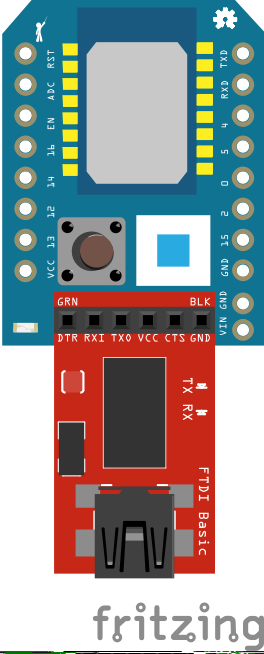 RST
ADC
EN
16
14
12
13
VCC
TXD
RXD
4
5
0
2
15
GND
GND
VIN
GRN BLK
DTR RXI TXO VCC CTS GND
TX
RX
FTDI Basic
fritzing